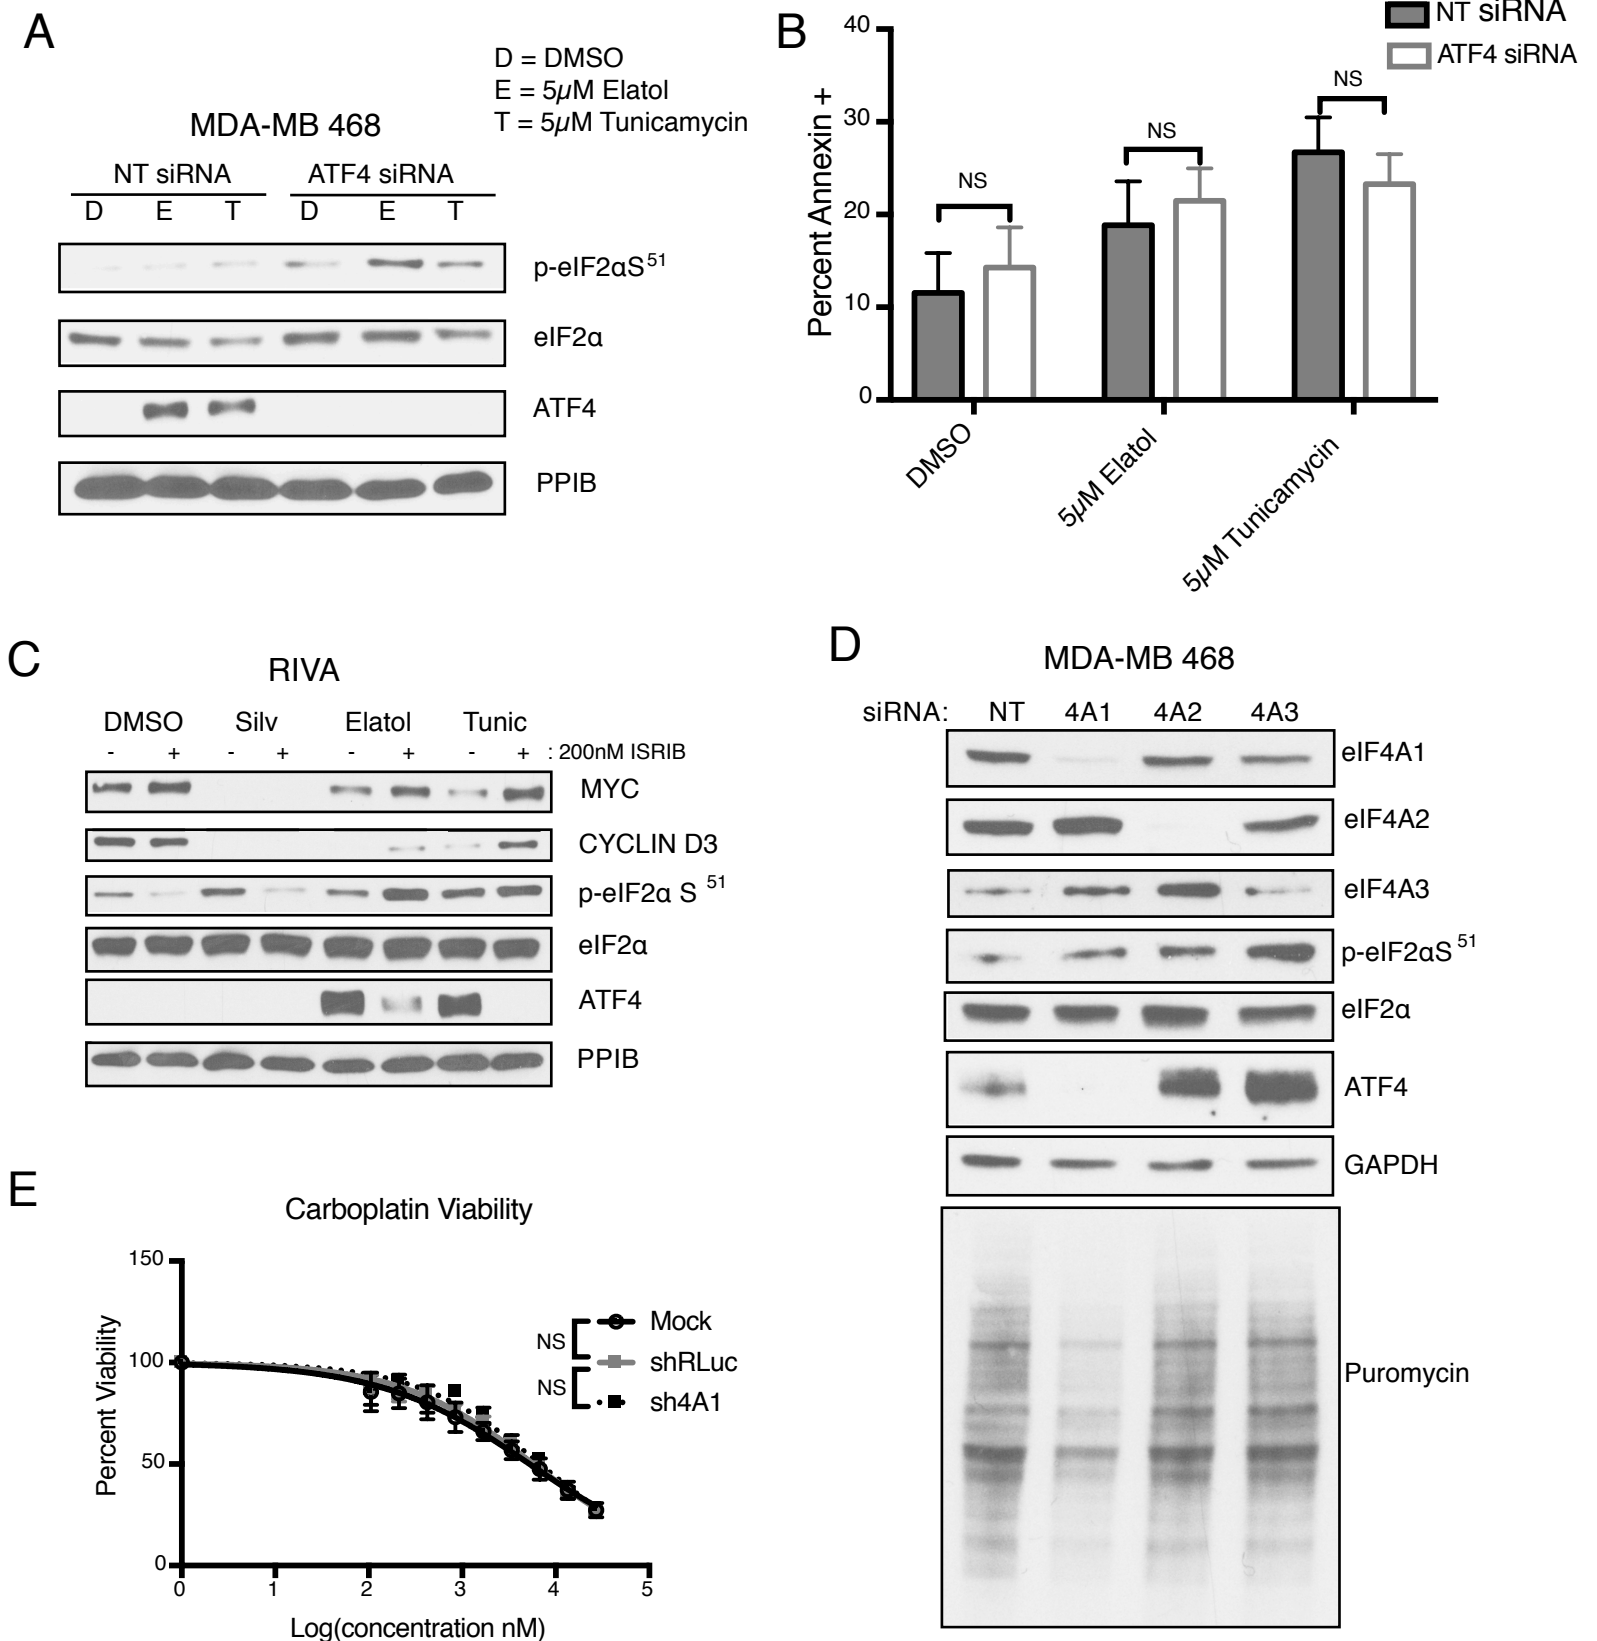 A
D = DMSO
E = 5µM Elatol
T = 5µM Tunicamycin
MDA-MB 468
NT siRNA ATF4 siRNA
D E T D E T
p-eIF2αS51
eIF2α
ATF4
PPIB
B
NT siRNA
ATF4 siRNA
Percent Annexin +
40
30
20
10
0
NS
NS
NS
DMSO
5µM Elatol
5µM Tunicamycin
C
RIVA
DMSO Silv Elatol Tunic
- + - + - + - + : 200nM ISRIB
MYC
CYCLIN D3
p-eIF2α S 51
eIF2α
ATF4
PPIB
D
MDA-MB 468
siRNA: NT 4A1 4A2 4A3
eIF4A1
eIF4A2
eIF4A3
p-eIF2αS 51
eIF2α
ATF4
GAPDH
Puromycin
E
Carboplatin Viability
Percent Viability
150
100
50
0
NS
NS
Mock
shRLuc
sh4A1
0 1 2 3 4 5
Log(concentration nM)